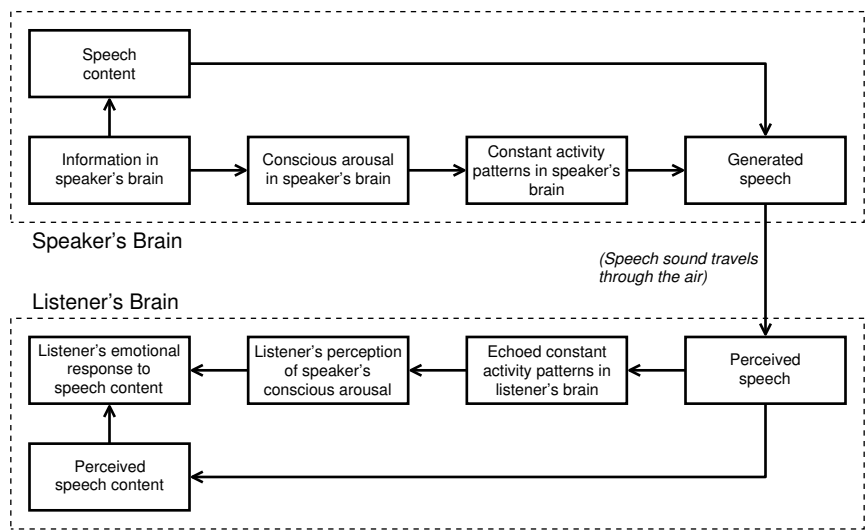 Speech
content
Information in
speaker's brain
Conscious arousal
in speaker's brain
Constant activity
patterns in speaker's
brain
Generated
speech
Speaker's Brain
(Speech sound travels
through the air)
Listener's Brain
Listener's emotional
response to
speech content
Listener's perception
of speaker's
conscious arousal
Echoed constant
activity patterns in
listener's brain
Perceived
speech
Perceived
speech content